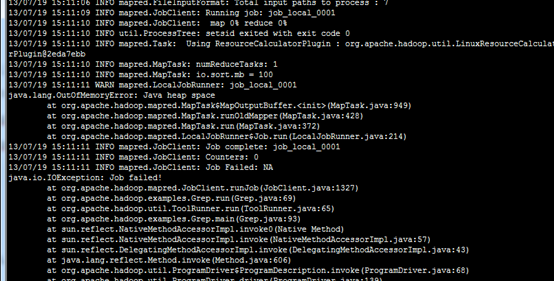 13/07/19 15:11:06 INFO mapred.FileInputFormat: Total input paths to process : 7
13/07/19 15:11:09 INFO mapred.JobClient: Running job: job_local_0001
13/07/19 15:11:09 INFO mapred.JobClient:  map 0% reduce 0%
13/07/19 15:11:10 INFO util.ProcessTree: setsid exited with exit code 0
13/07/19 15:11:10 INFO mapred.Task:  Using ResourceCalculatorPlugin : org.apache.hadoop.util.LinuxResourceCalculato
rPlugin@2eda7ebb
13/07/19 15:11:10 INFO mapred.MapTask: numReduceTasks: 1
13/07/19 15:11:10 INFO mapred.MapTask: io.sort.mb = 100
13/07/19 15:11:11 WARN mapred.LocalJobRunner: job_local_0001
java.lang.OutOfMemoryError: Java heap space
at org.apache.hadoop.mapred.MapTask$MapOutputBuffer.<init>(MapTask.java:949)
at org.apache.hadoop.mapred.MapTask.runOldMapper(MapTask.java:428)
at org.apache.hadoop.mapred.MapTask.run(MapTask.java:372)
at org.apache.hadoop.mapred.LocalJobRunner$Job.run(LocalJobRunner.java:214)
13/07/19 15:11:11 INFO mapred.JobClient: Job complete: job_local_0001
13/07/19 15:11:11 INFO mapred.JobClient: Counters: 0
13/07/19 15:11:11 INFO mapred.JobClient: Job Failed: NA
java.io.IOException: Job failed!
at org.apache.hadoop.mapred.JobClient.runJob(JobClient.java:1327)
at org.apache.hadoop.examples.Grep.run(Grep.java:69)
at org.apache.hadoop.util.ToolRunner.run(ToolRunner.java:65)
at org.apache.hadoop.examples.Grep.main(Grep.java:93)
at sun.reflect.NativeMethodAccessorImpl.invoke0(Native Method)
at sun.reflect.NativeMethodAccessorImpl.invoke(NativeMethodAccessorImpl.java:57)
at sun.reflect.DelegatingMethodAccessorImpl.invoke(DelegatingMethodAccessorImpl.java:43)
at java.lang.reflect.Method.invoke(Method.java:606)
at org.apache.hadoop.util.ProgramDriver$ProgramDescription.invoke(ProgramDriver.java:68)
at org.apache.hadoop.util.ProgramDriver.driver(ProgramDriver.java:139)